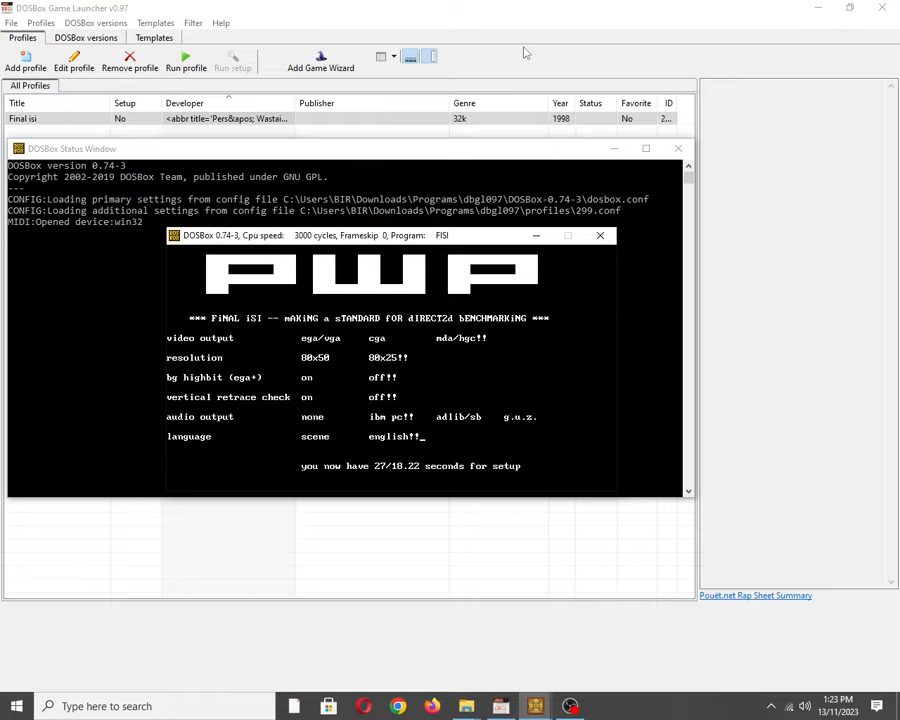 DOSBox Game Launcher v0.97
File Profiles DOSBox versions Templates Filter Help
Profiles DOSBox versions Templates
Add profile Edit profile Remove profile Run profile Run setup Add Game Wizard
All Profiles
Title Setup Developer Publisher Genre Year Status Favorite ID
Final isi No <abbr title='Pers&apos; Wastai... 32k 1998 No 2...
DOSBox Status Window
DOSBox version 0.74-3
Copyright 2002-2019 DOSBox Team, published under GNU GPL.
---
CONFIG:Loading primary settings from config file C:\Users\BIR\Downloads\Programs\dbgl097\DOSBox-0.74-3\dosbox.conf
CONFIG:Loading additional settings from config file C:\Users\BIR\Downloads\Programs\dbgl097\profiles\299.conf
MIDI:Opened device:win32
DOSBox 0.74-3, Cpu speed: 3000 cycles, Frameskip 0, Program: FISI
PWP
*** FiNAL iSI -- mAKiNG a sTANDARD fOR dIRECT2d bENCHMARKiNG ***
video output ega/vga cga mda/hgc!!
resolution 80x50 80x25!!
bg highbit (ega+) on off!!
vertical retrace check on off!!
audio output none ibm pc!! adlib/sb g.u.z.
language scene english!!_
you now have 27/18.22 seconds for setup
Pouët.net Rap Sheet Summary
Type here to search
1:23 PM
13/11/2023